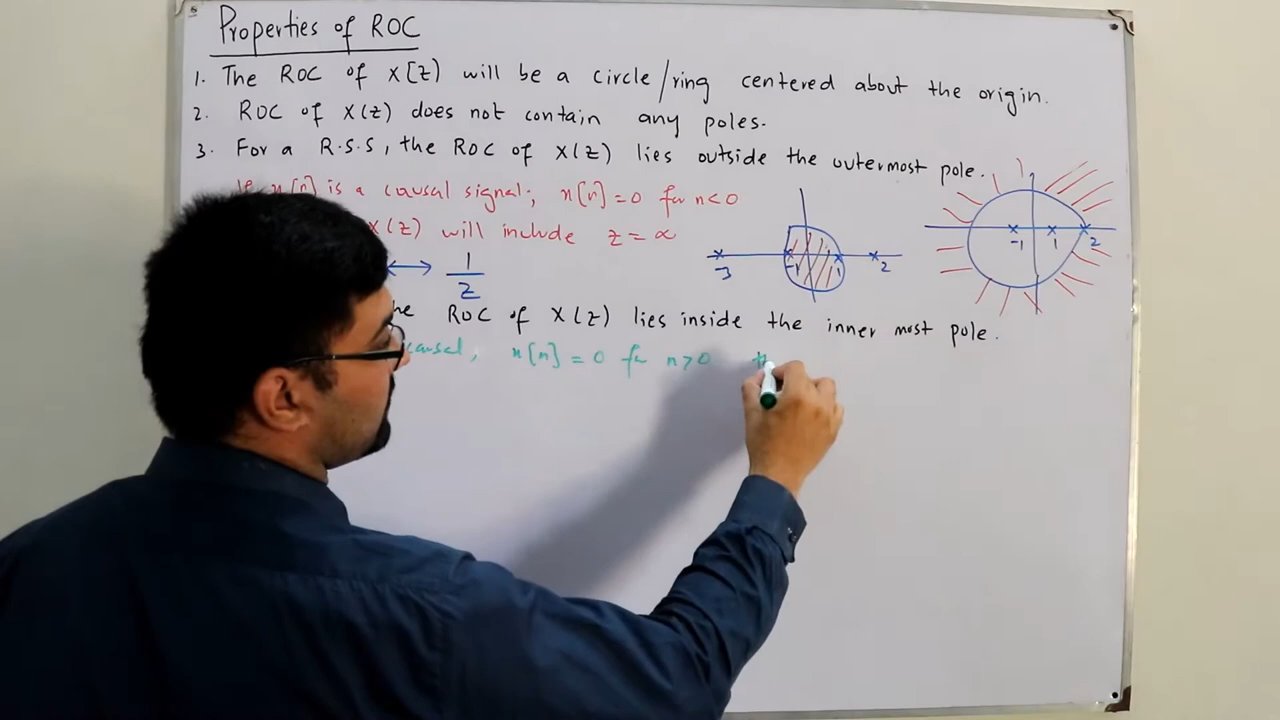 Properties of ROC
1. The ROC of X[z) will be a circle/ring centered about the origin.
2. ROC of X(z) does not contain any poles.
3. For a R.S.S, the ROC of X(z) lies outside the outermost pole.
If x[n] is a causal signal; x[n]=0 for n<0
X(z) will include z=∞
-1 1 2
-3 -1 1 2
↔ 1/z
he ROC of X(z) lies inside the inner most pole.
causal, x[n]=0 for n>0